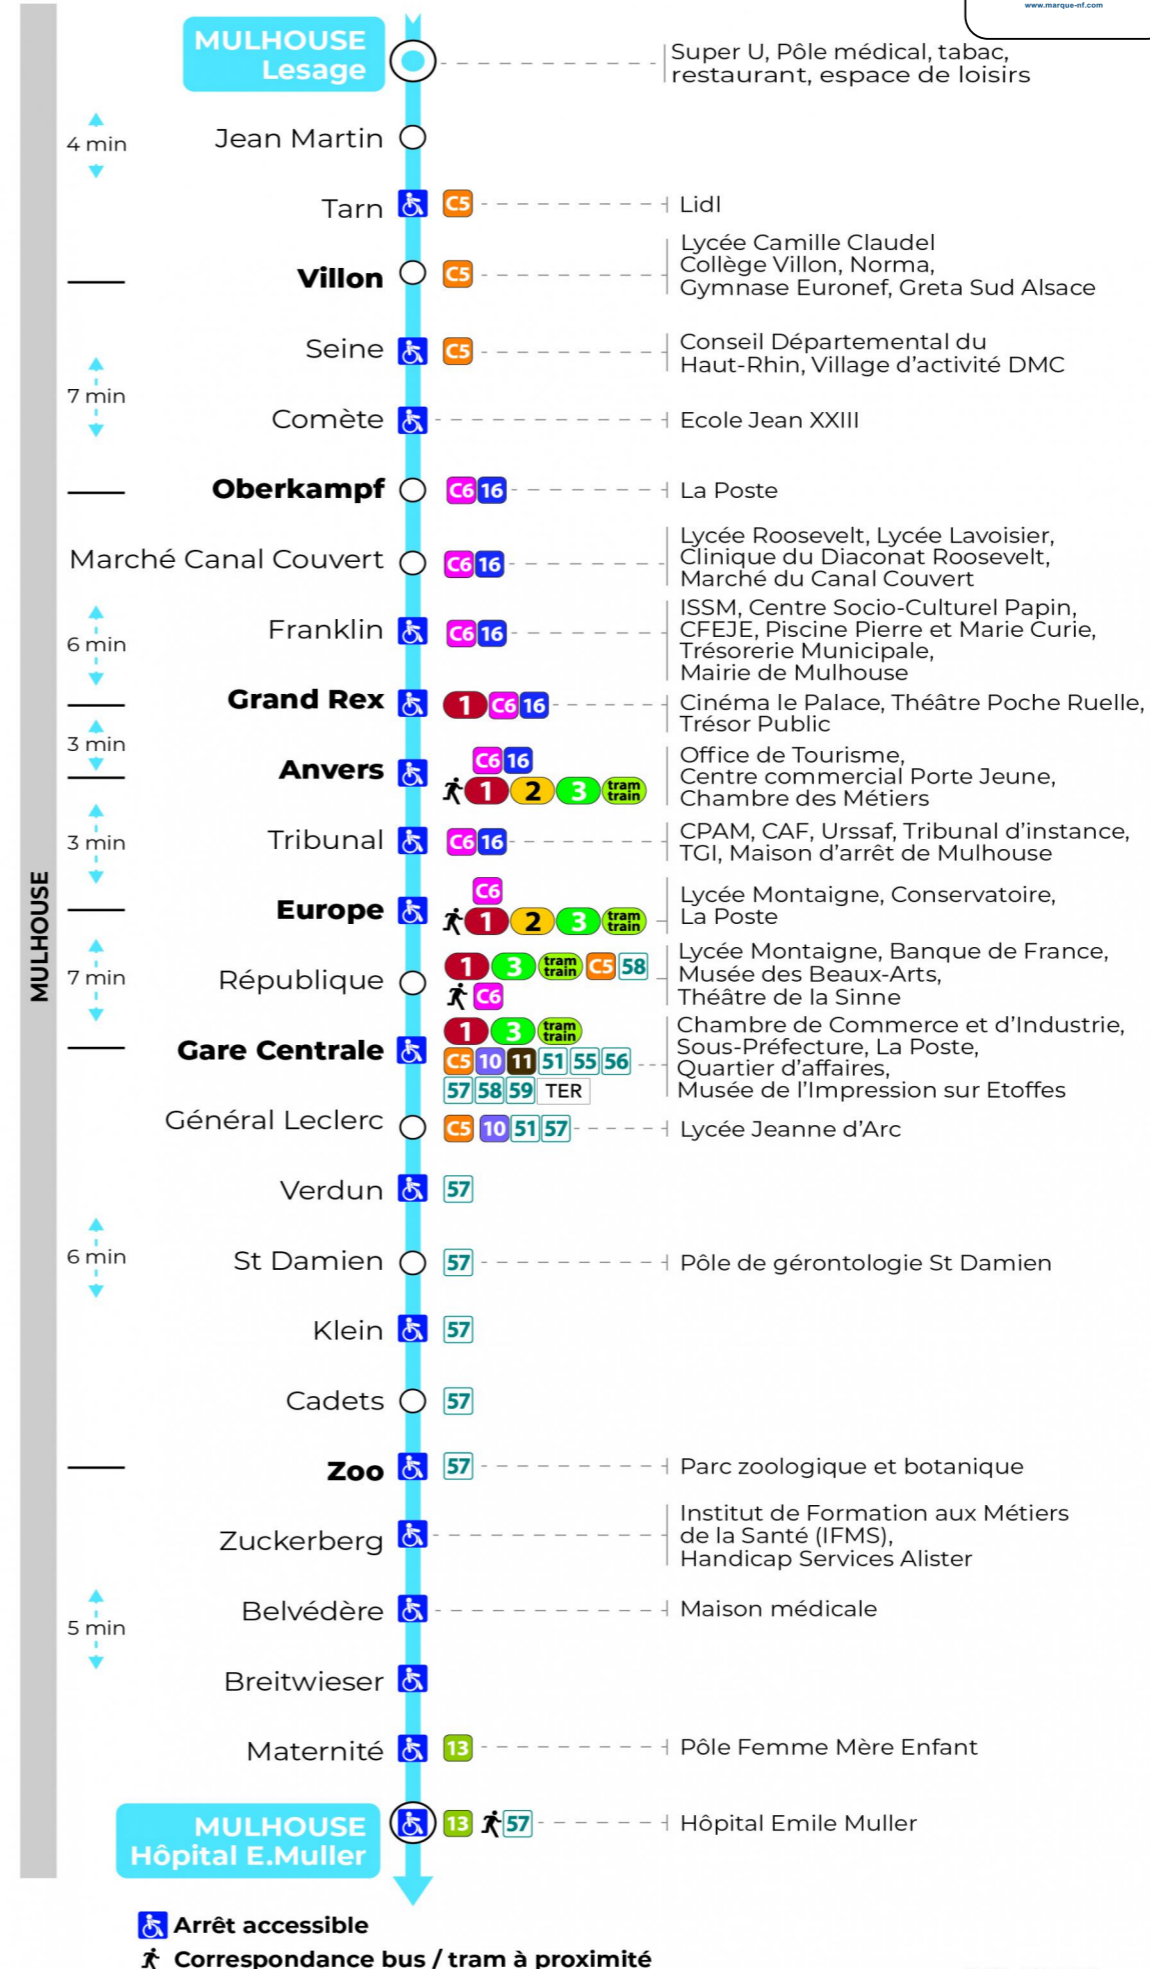 www.marque-nf.com
MULHOUSE
Lesage
Super U, Pôle médical, tabac,
restaurant, espace de loisirs
4 min
Jean Martin
Tarn
C5
Lidl
Villon
C5
Lycée Camille Claudel
Collège Villon, Norma,
Gymnase Euronef, Greta Sud Alsace
Seine
C5
Conseil Départemental du
Haut-Rhin, Village d'activité DMC
7 min
Comète
Ecole Jean XXIII
Oberkampf
C6 16
La Poste
Marché Canal Couvert
C6 16
Lycée Roosevelt, Lycée Lavoisier,
Clinique du Diaconat Roosevelt,
Marché du Canal Couvert
6 min
Franklin
C6 16
ISSM, Centre Socio-Culturel Papin,
CFEJE, Piscine Pierre et Marie Curie,
Trésorerie Municipale,
Mairie de Mulhouse
Grand Rex
1 C6 16
Cinéma le Palace, Théâtre Poche Ruelle,
Trésor Public
3 min
Anvers
C6 16
1 2 3 tram train
Office de Tourisme,
Centre commercial Porte Jeune,
Chambre des Métiers
3 min
Tribunal
C6 16
CPAM, CAF, Urssaf, Tribunal d'instance,
TGI, Maison d'arrêt de Mulhouse
MULHOUSE
Europe
C6
1 2 3 tram train
Lycée Montaigne, Conservatoire,
La Poste
7 min
République
1 3 tram train C5 58
C6
Lycée Montaigne, Banque de France,
Musée des Beaux-Arts,
Théâtre de la Sinne
Gare Centrale
1 3 tram train
C5 10 11 51 55 56
57 58 59 TER
Chambre de Commerce et d'Industrie,
Sous-Préfecture, La Poste,
Quartier d'affaires,
Musée de l'Impression sur Etoffes
Général Leclerc
C5 10 51 57
Lycée Jeanne d'Arc
Verdun
57
6 min
St Damien
57
Pôle de gérontologie St Damien
Klein
57
Cadets
57
Zoo
57
Parc zoologique et botanique
Zuckerberg
Institut de Formation aux Métiers
de la Santé (IFMS),
Handicap Services Alister
5 min
Belvédère
Maison médicale
Breitwieser
Maternité
13
Pôle Femme Mère Enfant
MULHOUSE
Hôpital E.Muller
13 57
Hôpital Emile Muller
Arrêt accessible
Correspondance bus / tram à proximité